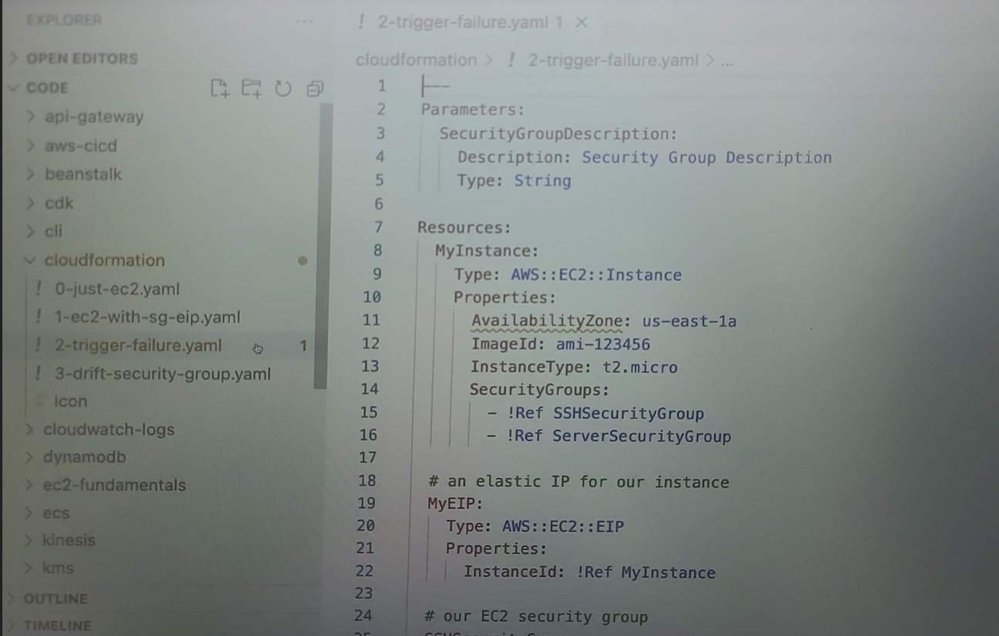 EXPLORER
OPEN EDITORS
CODE
api-gateway
aws-cicd
beanstalk
cdk
cli
cloudformation
! 0-just-ec2.yaml
! 1-ec2-with-sg-eip.yaml
! 2-trigger-failure.yaml 1
! 3-drift-security-group.yaml
Icon
cloudwatch-logs
dynamodb
ec2-fundamentals
ecs
kinesis
kms
OUTLINE
TIMELINE
! 2-trigger-failure.yaml 1
cloudformation > ! 2-trigger-failure.yaml > ...
1 ---
2 Parameters:
3 SecurityGroupDescription:
4 Description: Security Group Description
5 Type: String
6
7 Resources:
8 MyInstance:
9 Type: AWS::EC2::Instance
10 Properties:
11 AvailabilityZone: us-east-1a
12 ImageId: ami-123456
13 InstanceType: t2.micro
14 SecurityGroups:
15 - !Ref SSHSecurityGroup
16 - !Ref ServerSecurityGroup
17
18 # an elastic IP for our instance
19 MyEIP:
20 Type: AWS::EC2::EIP
21 Properties:
22 InstanceId: !Ref MyInstance
23
24 # our EC2 security group